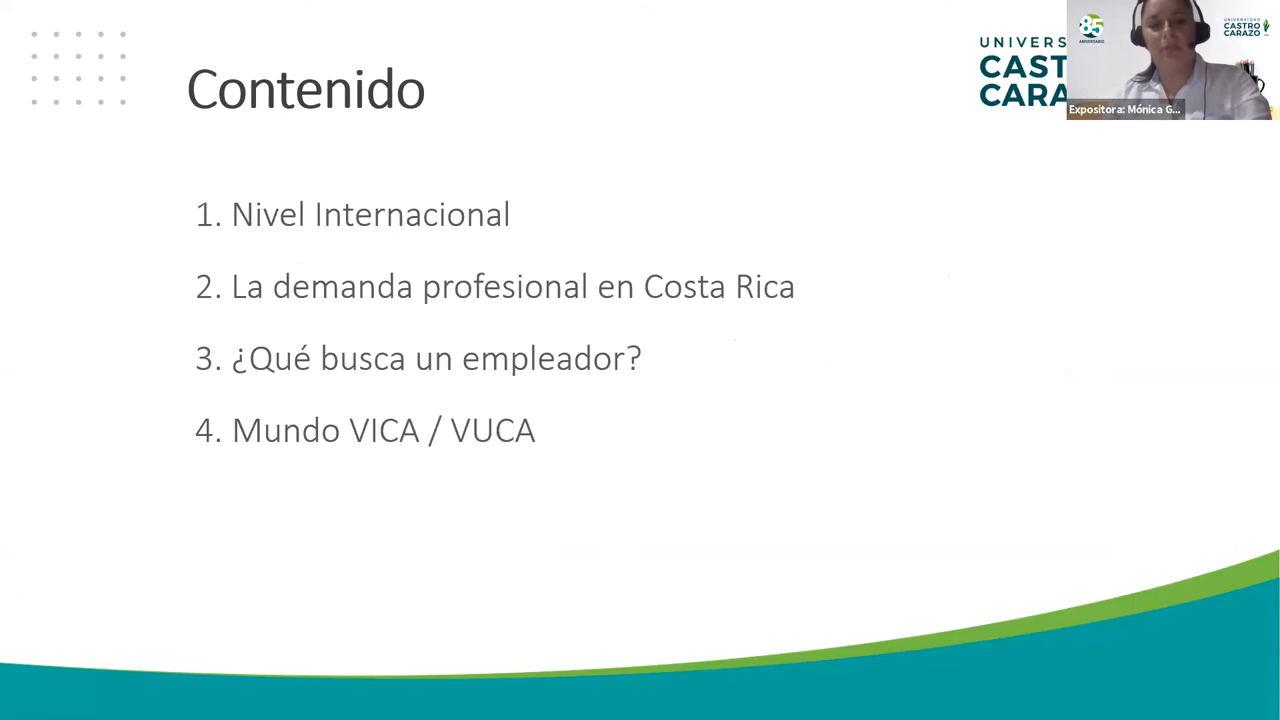 Contenido
UNIVERS
CAST
CARA
85
ANIVERSARIO
UNIVERSIDAD
CASTRO
CARAZO
Expositora: Mónica G...
1. Nivel Internacional
2. La demanda profesional en Costa Rica
3. ¿Qué busca un empleador?
4. Mundo VICA / VUCA